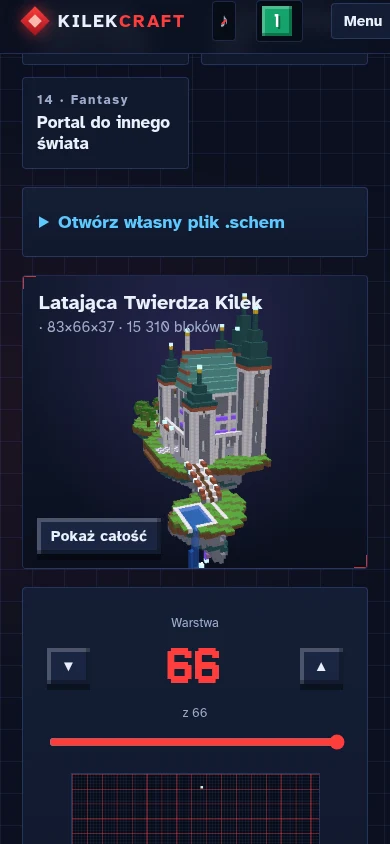 KILEKCRAFT
♪
1
Menu
14 · Fantasy
Portal do innego
świata
▶ Otwórz własny plik .schem
Latająca Twierdza Kilek
· 83×66×37 · 15 310 bloków
Pokaż całość
Warstwa
▼
66
▲
z 66